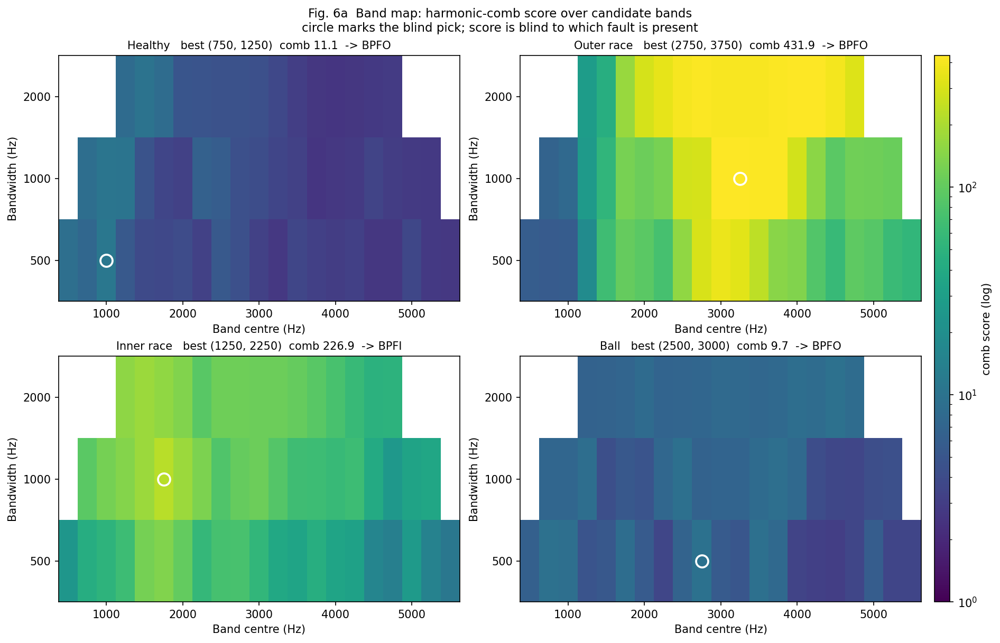 Fig. 6a  Band map: harmonic-comb score over candidate bands
circle marks the blind pick; score is blind to which fault is present
Healthy   best (750, 1250)  comb 11.1  -> BPFO
Bandwidth (Hz)
2000
1000
500
1000 2000 3000 4000 5000
Band centre (Hz)
Outer race   best (2750, 3750)  comb 431.9  -> BPFO
Bandwidth (Hz)
2000
1000
500
1000 2000 3000 4000 5000
Band centre (Hz)
Inner race   best (1250, 2250)  comb 226.9  -> BPFI
Bandwidth (Hz)
2000
1000
500
1000 2000 3000 4000 5000
Band centre (Hz)
Ball   best (2500, 3000)  comb 9.7  -> BPFO
Bandwidth (Hz)
2000
1000
500
1000 2000 3000 4000 5000
Band centre (Hz)
10²
10¹
10⁰
comb score (log)